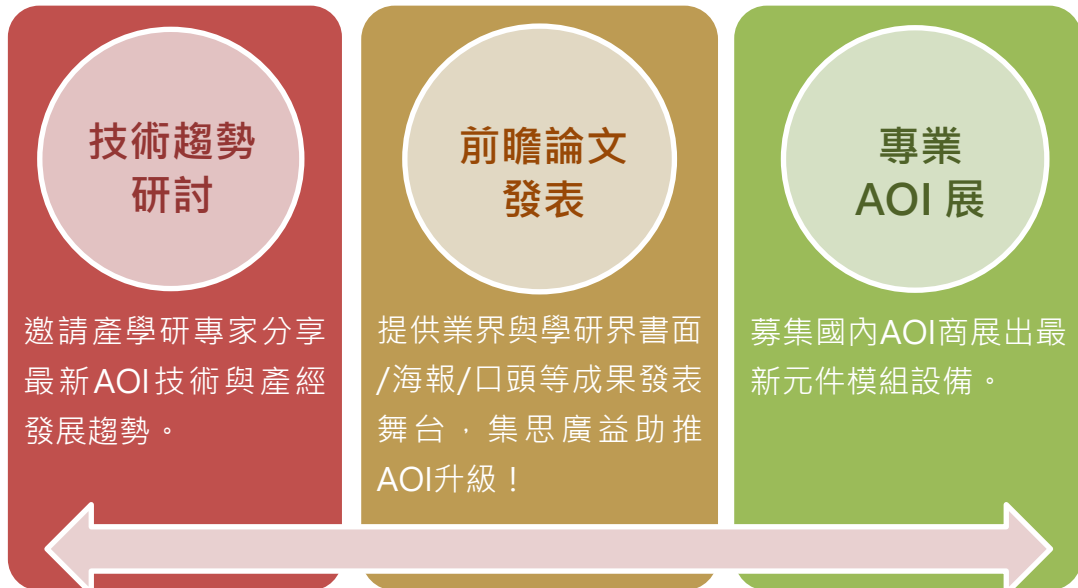 技術趨勢
研討
邀請產學研專家分享
最新AOI技術與產經
發展趨勢。
前瞻論文
發表
提供業界與學研界書面
/海報/口頭等成果發表
舞台，集思廣益助推
AOI升級！
專業
AOI 展
募集國內AOI商展出最
新元件模組設備。